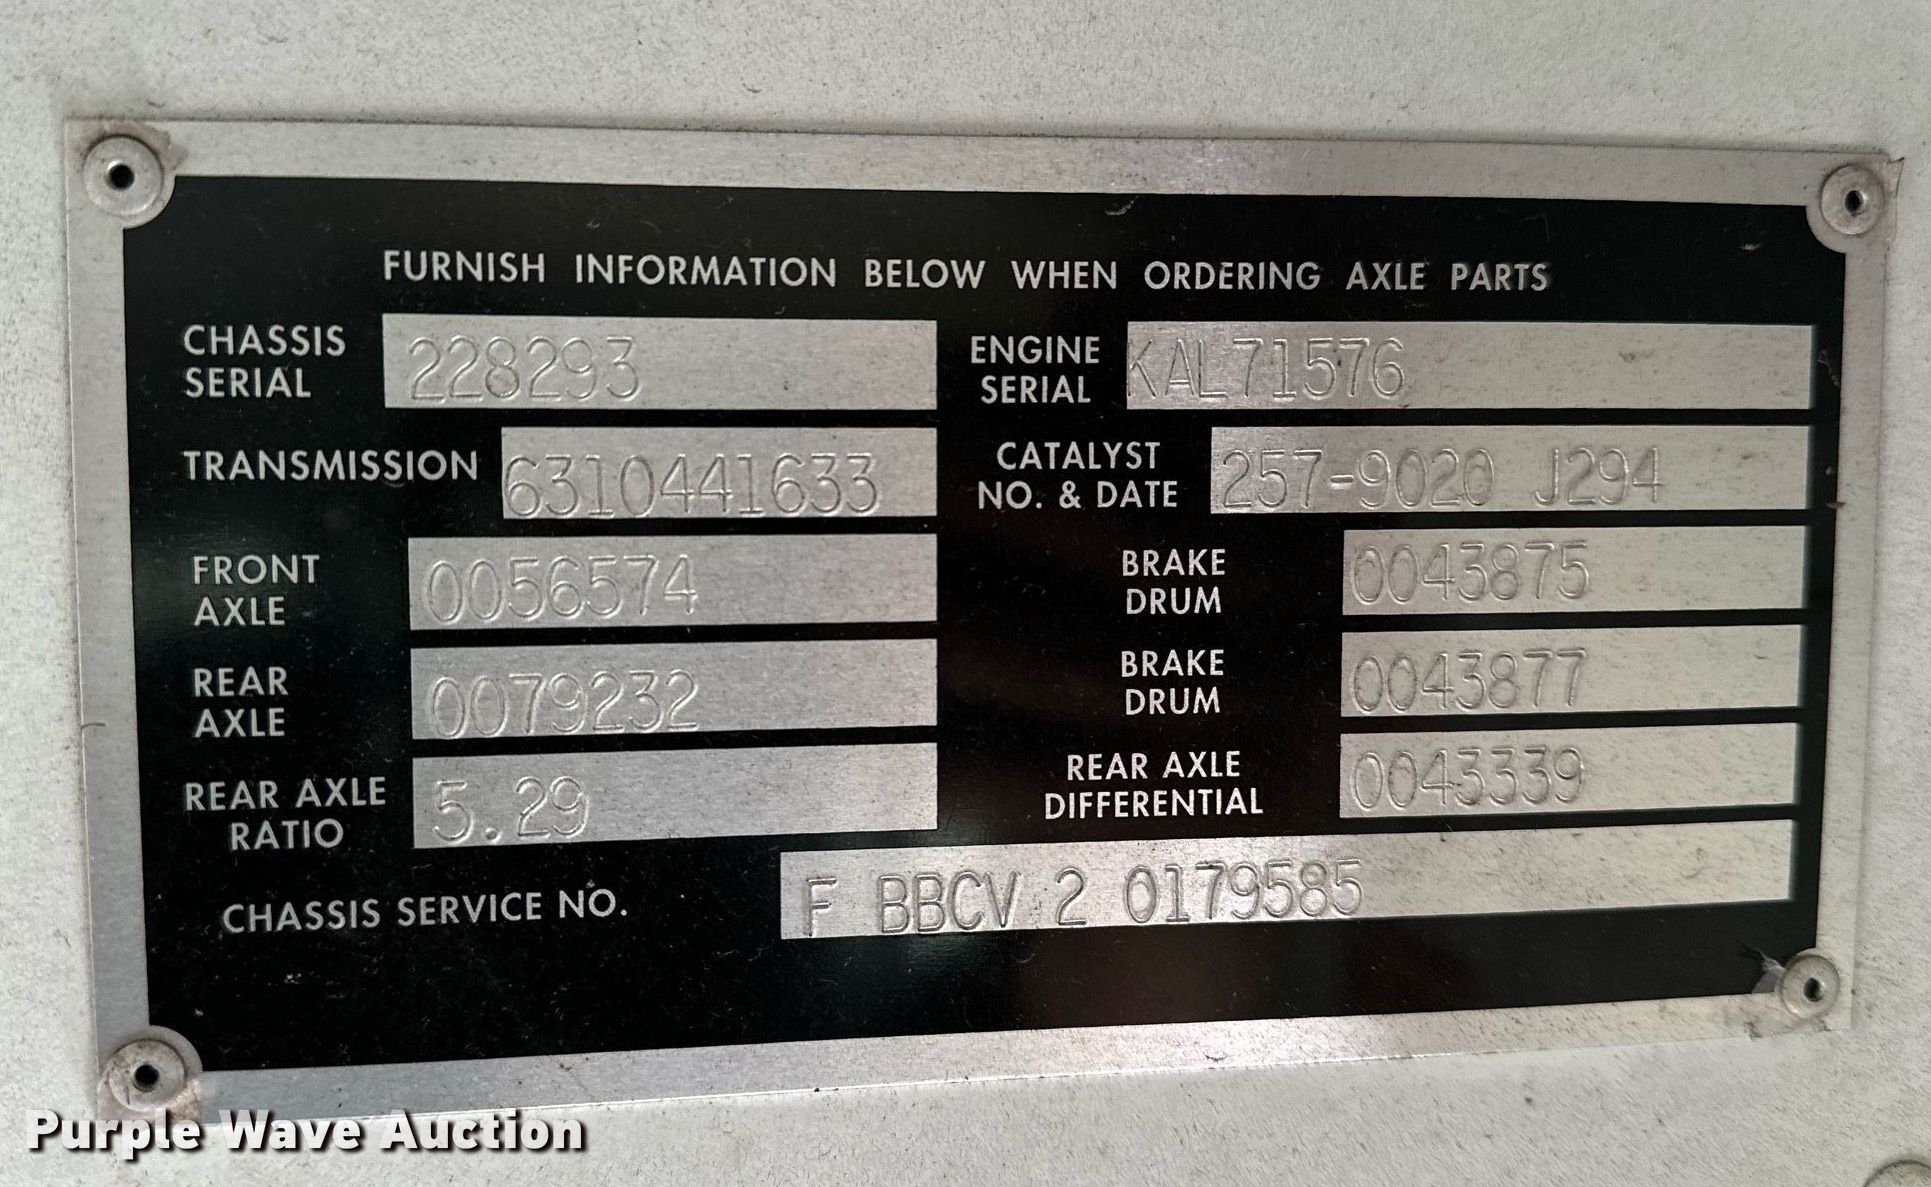 FURNISH INFORMATION BELOW WHEN ORDERING AXLE PARTS
CHASSIS
SERIAL
228293
ENGINE
SERIAL
KAL71576
TRANSMISSION
6310441633
CATALYST
NO. & DATE
257-9020 J294
FRONT
AXLE
0056574
BRAKE
DRUM
0043875
REAR
AXLE
0079232
BRAKE
DRUM
0043877
REAR AXLE
RATIO
5.29
REAR AXLE
DIFFERENTIAL
0043339
CHASSIS SERVICE NO.
F BBCV 2 0179585
Purple Wave Auction